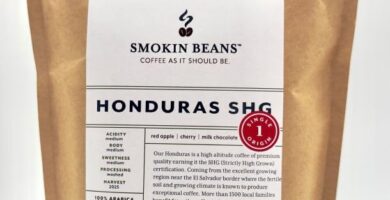 SMOKIN BEANS™
COFFEE AS IT SHOULD BE.
HONDURAS SHG
ACIDITY
medium
BODY
medium
SWEETNESS
medium
PROCESSING
washed
HARVEST
2025
100% ARABICA
red apple | cherry | milk chocolate
SINGLE
1
ORIGIN
Our Honduras is a high altitude coffee of premium
quality earning it the SHG (Strictly High Grown)
certification. Coming from the excellent growing
region near the El Salvador border where the fertile
soil and growing climate is known to produce
exceptional coffee. More than 1500 local families